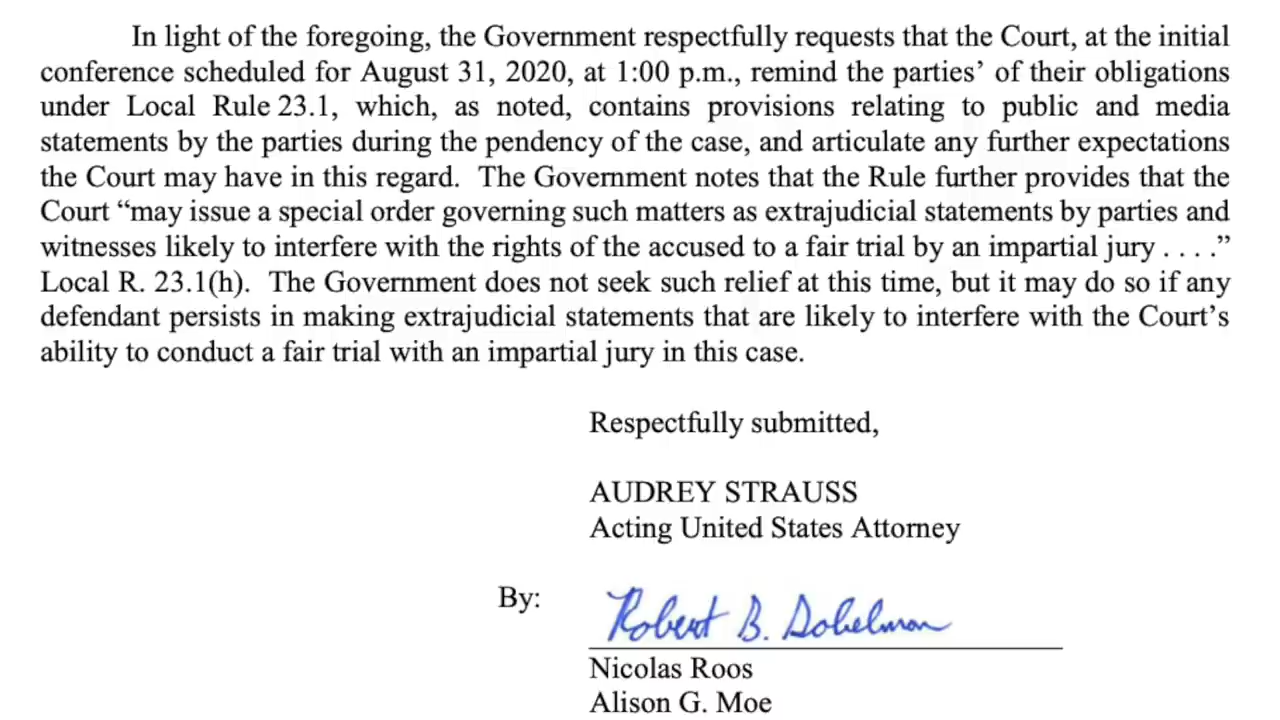 In light of the foregoing, the Government respectfully requests that the Court, at the initial
conference scheduled for August 31, 2020, at 1:00 p.m., remind the parties’ of their obligations
under Local Rule 23.1, which, as noted, contains provisions relating to public and media
statements by the parties during the pendency of the case, and articulate any further expectations
the Court may have in this regard. The Government notes that the Rule further provides that the
Court “may issue a special order governing such matters as extrajudicial statements by parties and
witnesses likely to interfere with the rights of the accused to a fair trial by an impartial jury . . . .”
Local R. 23.1(h). The Government does not seek such relief at this time, but it may do so if any
defendant persists in making extrajudicial statements that are likely to interfere with the Court’s
ability to conduct a fair trial with an impartial jury in this case.
Respectfully submitted,
AUDREY STRAUSS
Acting United States Attorney
By:
Robert B. Sobelman
Nicolas Roos
Alison G. Moe